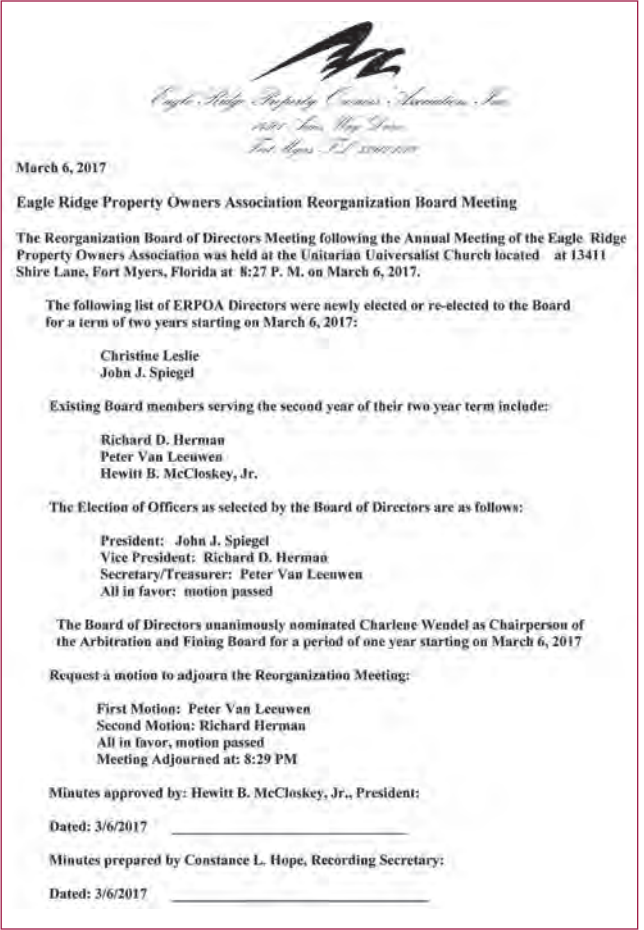 Eagle Ridge Property Owners Association, Inc.
March 6, 2017
Eagle Ridge Property Owners Association Reorganization Board Meeting
The Reorganization Board of Directors Meeting following the Annual Meeting of the Eagle Ridge
Property Owners Association was held at the Unitarian Universalist Church located at 13411
Shire Lane, Fort Myers, Florida at 8:27 P. M. on March 6, 2017.
The following list of ERPOA Directors were newly elected or re-elected to the Board
for a term of two years starting on March 6, 2017:
Christine Leslie
John J. Spiegel
Existing Board members serving the second year of their two year term include:
Richard D. Herman
Peter Van Leeuwen
Hewitt B. McCloskey, Jr.
The Election of Officers as selected by the Board of Directors are as follows:
President: John J. Spiegel
Vice President: Richard D. Herman
Secretary/Treasurer: Peter Van Leeuwen
All in favor: motion passed
The Board of Directors unanimously nominated Charlene Wendel as Chairperson of
the Arbitration and Fining Board for a period of one year starting on March 6, 2017
Request a motion to adjourn the Reorganization Meeting:
First Motion: Peter Van Leeuwen
Second Motion: Richard Herman
All in favor, motion passed
Meeting Adjourned at: 8:29 PM
Minutes approved by: Hewitt B. McCloskey, Jr., President:
Dated: 3/6/2017
Minutes prepared by Constance L. Hope, Recording Secretary:
Dated: 3/6/2017